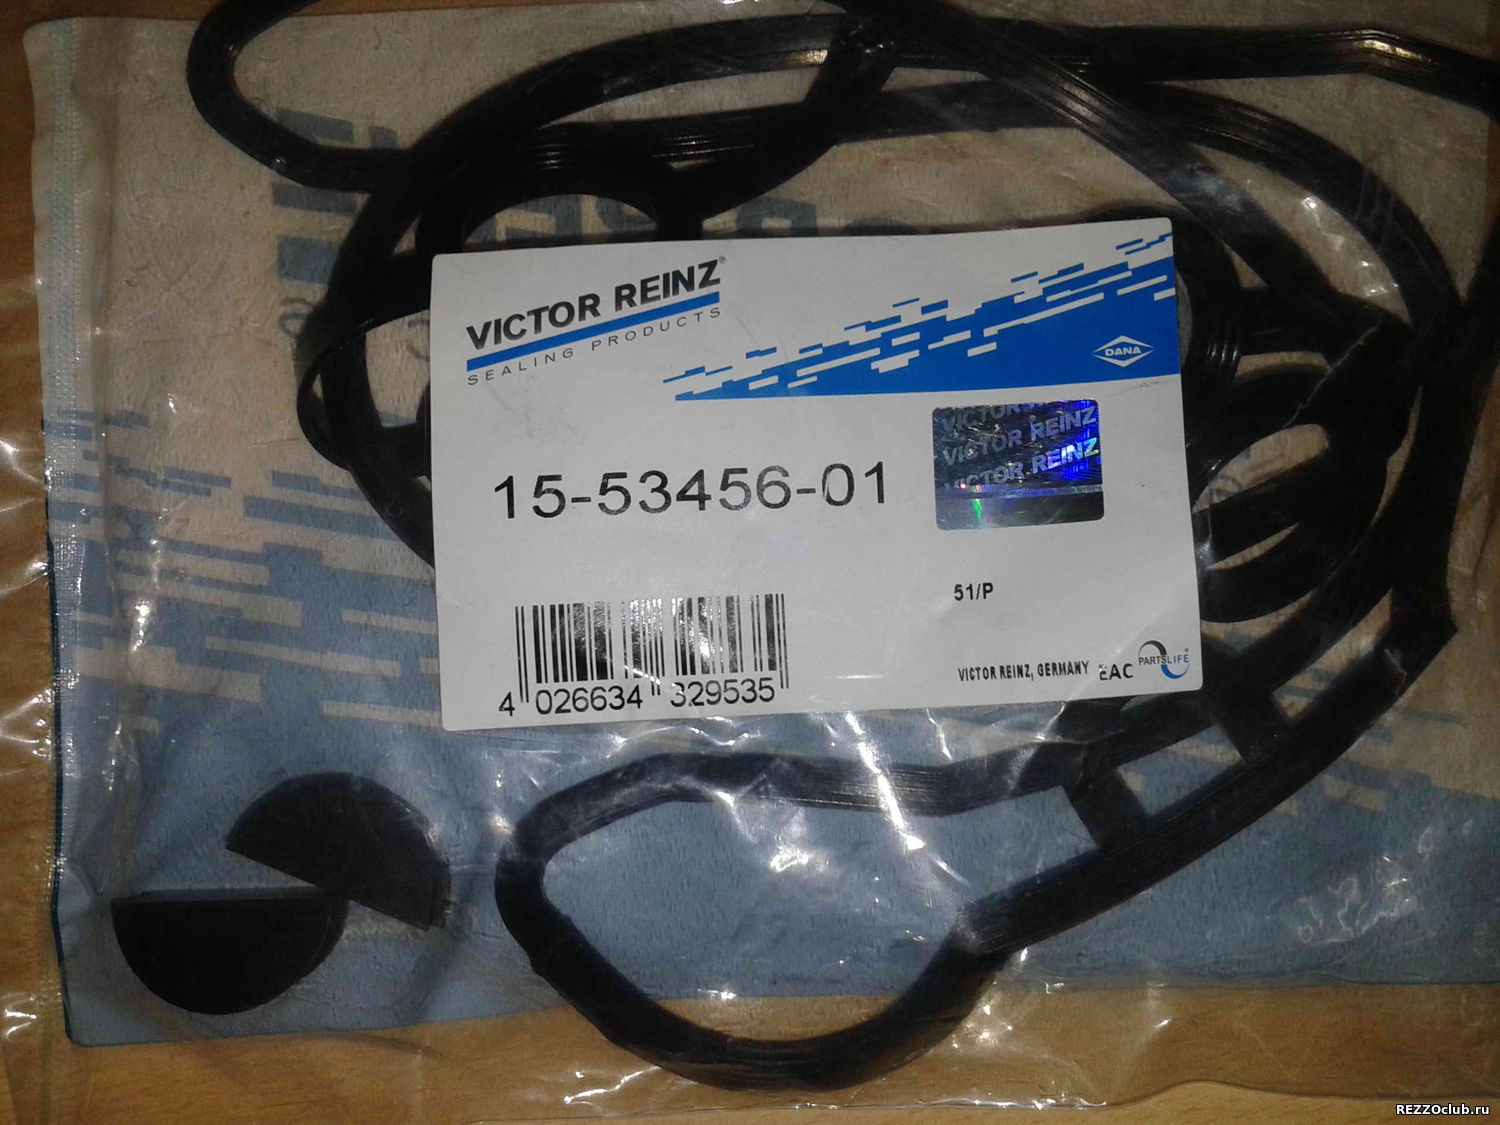 VICTOR REINZ®
SEALING PRODUCTS
DANA
VICTOR
VICTOR REINZ
VICTOR REINZ
15-53456-01
51/P
4 026634 329535
VICTOR REINZ, GERMANY EAC PARTSLIFE
REZZOclub.ru